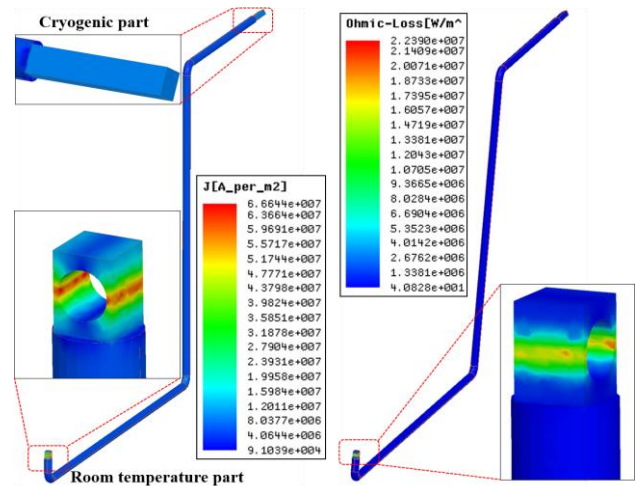 Cryogenic part
Ohmic-Loss[W/m^
2.2390e+007
2.1409e+007
2.0071e+007
1.8733e+007
1.7395e+007
1.6057e+007
1.4719e+007
1.3381e+007
1.2043e+007
1.0705e+007
9.3665e+006
8.0284e+006
6.6904e+006
5.3523e+006
4.0142e+006
2.6762e+006
1.3381e+006
4.0828e+001
J[A_per_m2]
6.6644e+007
6.3664e+007
5.9691e+007
5.5717e+007
5.1744e+007
4.7771e+007
4.3798e+007
3.9824e+007
3.5851e+007
3.1878e+007
2.7904e+007
2.3931e+007
1.9958e+007
1.5984e+007
1.2011e+007
8.0377e+006
4.0644e+006
9.1039e+004
Room temperature part